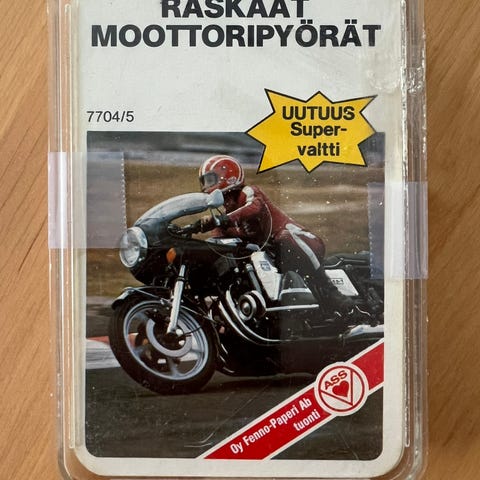 RASKAAT
MOOTTORIPYÖRÄT
7704/5
UUTUUS
Super-
valtti
ASS
Oy Fenno-Paperi Ab
tuonti